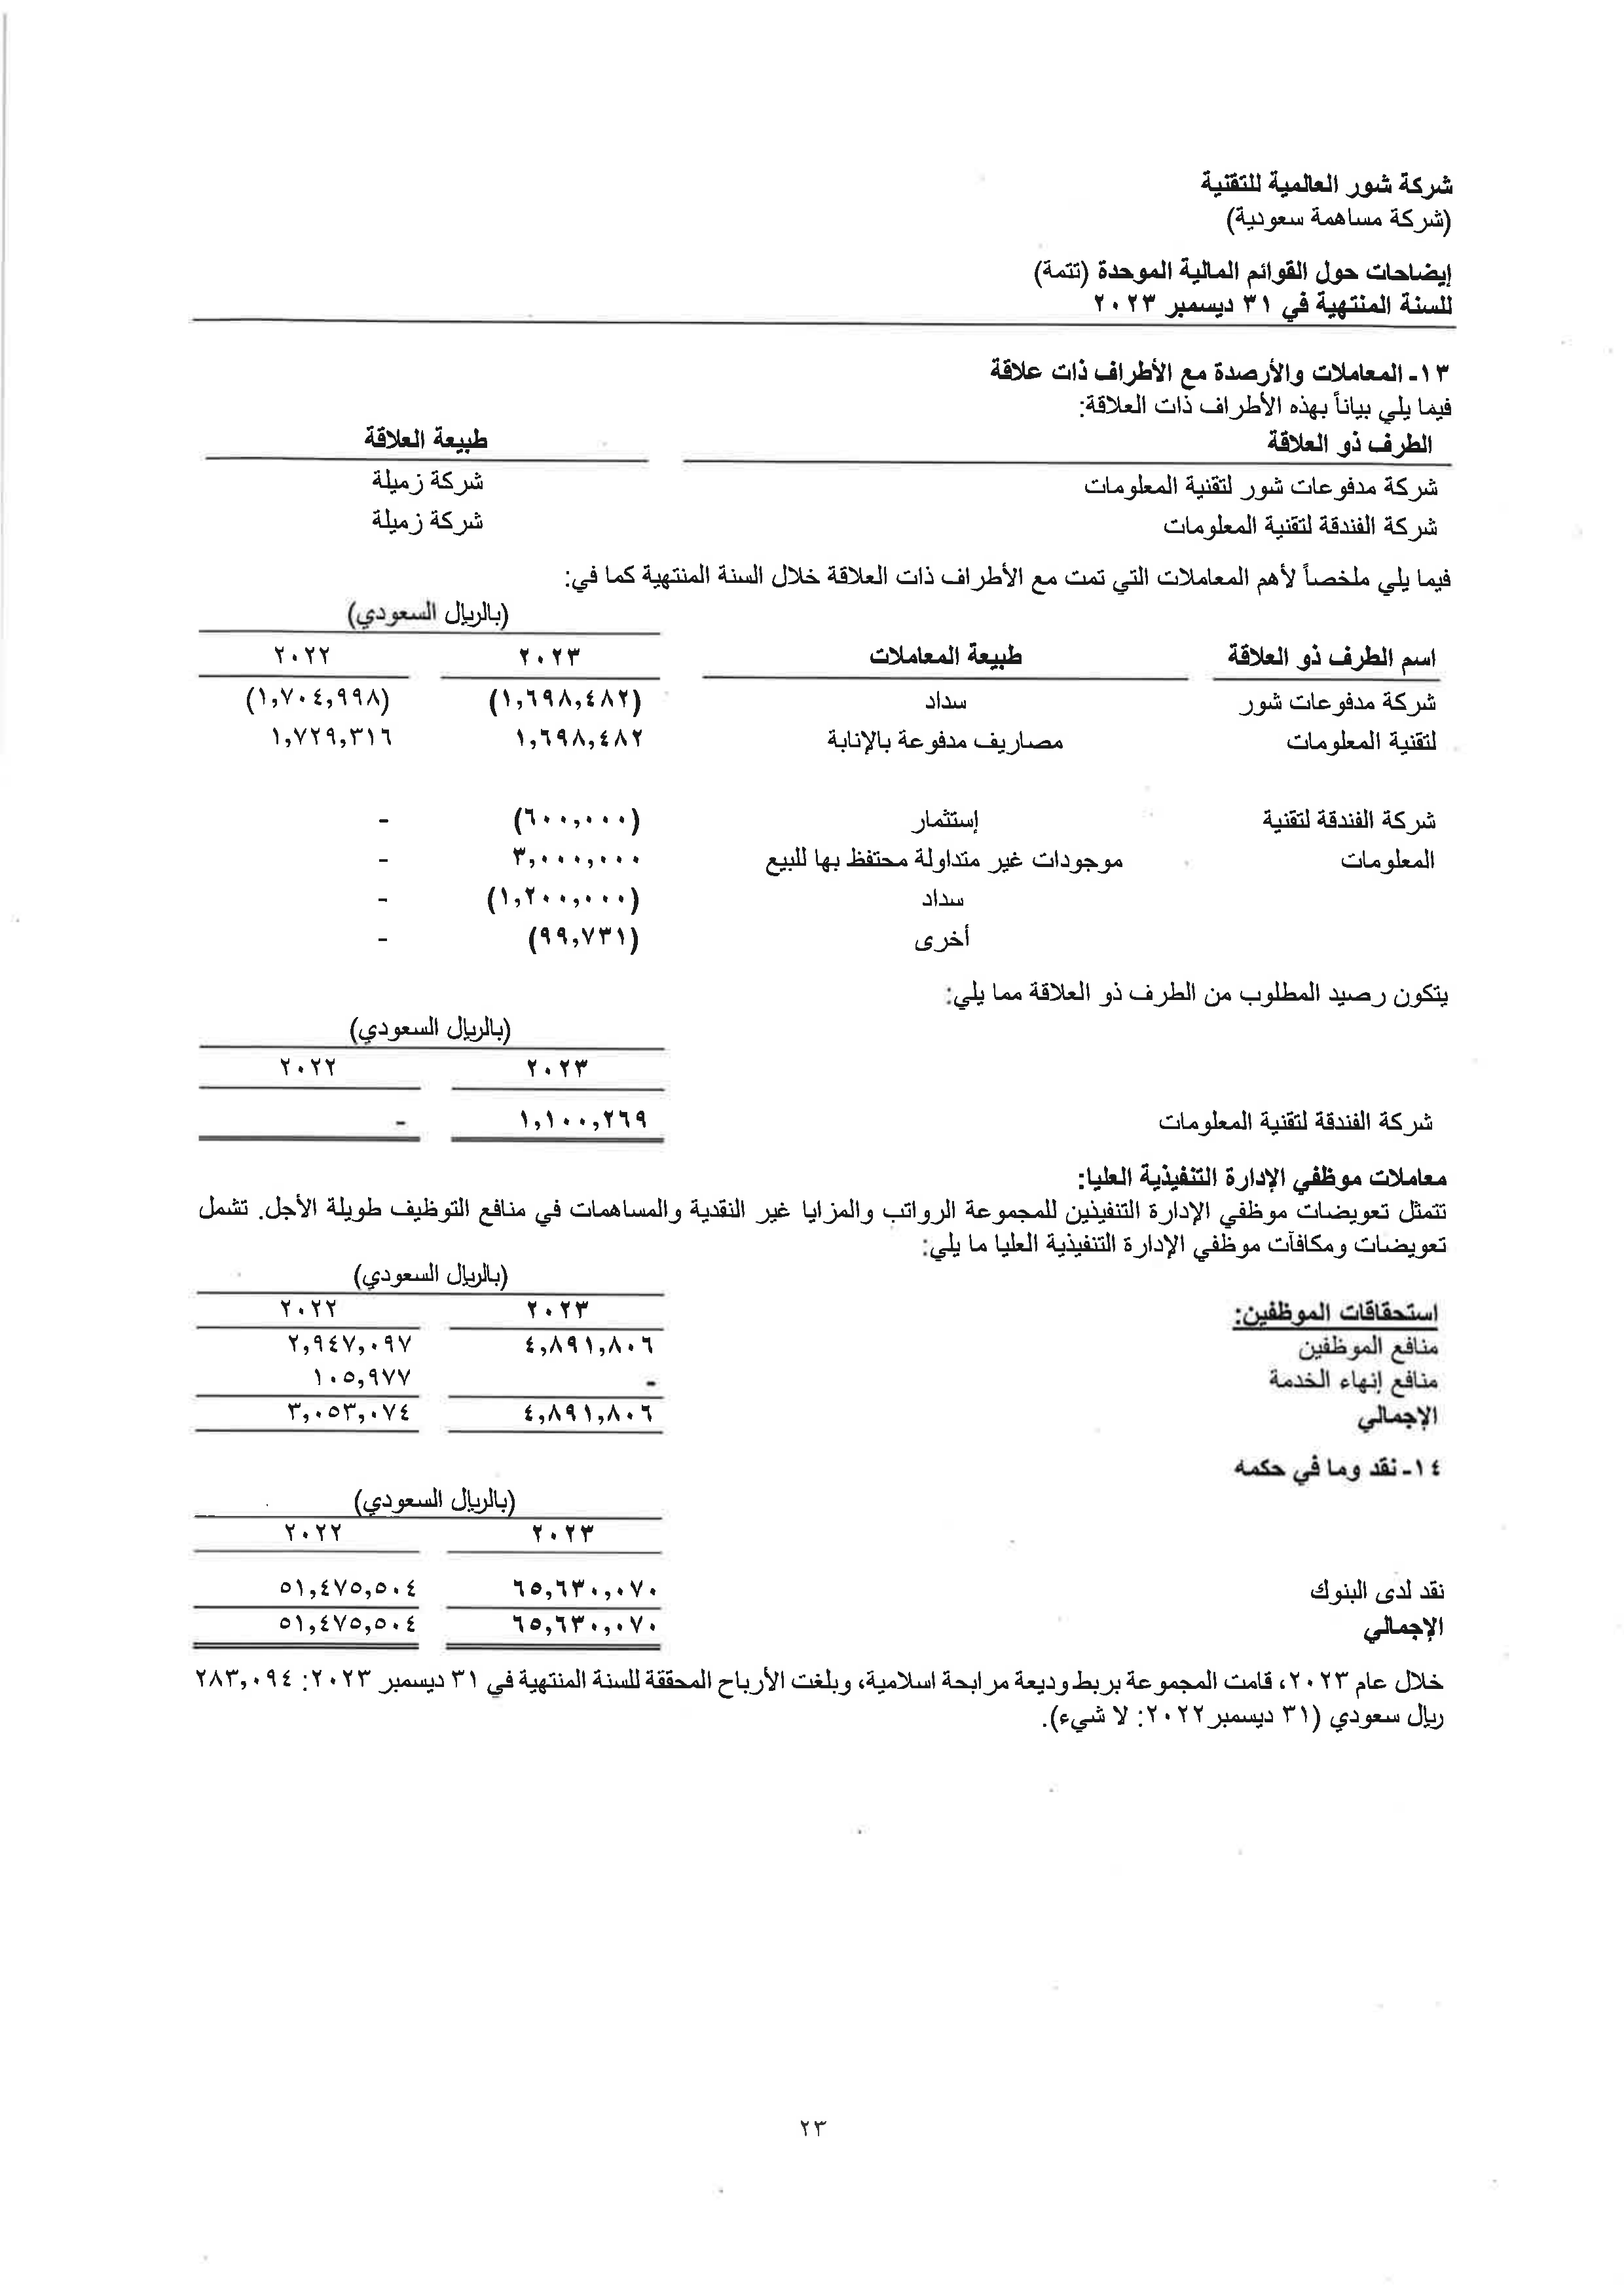 شركة شور العالمية للتقنية
(شركة مساهمة سعودية)
إيضاحات حول القوائم المالية الموحدة (تتمة)
للسنة المنتهية في ٣١ ديسمبر ٢٠٢٣
١٣- المعاملات والأرصدة مع الأطراف ذات علاقة
فيما يلي بياناً بهذه الأطراف ذات العلاقة:
الطرف ذو العلاقة طبيعة العلاقة
شركة مدفوعات شور لتقنية المعلومات شركة زميلة
شركة الفندقة لتقنية المعلومات شركة زميلة
فيما يلي ملخصاً لأهم المعاملات التي تمت مع الأطراف ذات العلاقة خلال السنة المنتهية كما في:
(بالريال السعودي)
اسم الطرف ذو العلاقة طبيعة المعاملات ٢٠٢٣ ٢٠٢٢
شركة مدفوعات شور سداد (١,٦٩٨,٤٨٢) (١,٧٠٤,٩٩٨)
لتقنية المعلومات مصاريف مدفوعة بالإنابة ١,٦٩٨,٤٨٢ ١,٧٢٩,٣١٦
شركة الفندقة لتقنية إستثمار (٦٠٠,٠٠٠) -
المعلومات موجودات غير متداولة محتفظ بها للبيع ٣,٠٠٠,٠٠٠ -
سداد (١,٢٠٠,٠٠٠) -
أخرى (٩٩,٧٣١) -
يتكون رصيد المطلوب من الطرف ذو العلاقة مما يلي:
(بالريال السعودي)
٢٠٢٣ ٢٠٢٢
شركة الفندقة لتقنية المعلومات ١,١٠٠,٢٦٩ -
معاملات موظفي الإدارة التنفيذية العليا:
تتمثل تعويضات موظفي الإدارة التنفيذين للمجموعة الرواتب والمزايا غير النقدية والمساهمات في منافع التوظيف طويلة الأجل. تشمل
تعويضات ومكافآت موظفي الإدارة التنفيذية العليا ما يلي:
(بالريال السعودي)
استحقاقات الموظفين: ٢٠٢٣ ٢٠٢٢
منافع الموظفين ٤,٨٩١,٨٠٦ ٢,٩٤٧,٠٩٧
منافع إنهاء الخدمة - ١٠٥,٩٧٧
الإجمالي ٤,٨٩١,٨٠٦ ٣,٠٥٣,٠٧٤
١٤- نقد وما في حكمه
(بالريال السعودي)
٢٠٢٣ ٢٠٢٢
نقد لدى البنوك ٦٥,٦٣٠,٠٧٠ ٥١,٤٧٥,٥٠٤
الإجمالي ٦٥,٦٣٠,٠٧٠ ٥١,٤٧٥,٥٠٤
خلال عام ٢٠٢٣، قامت المجموعة بربط وديعة مرابحة اسلامية، وبلغت الأرباح المحققة للسنة المنتهية في ٣١ ديسمبر ٢٠٢٣: ٢٨٣,٠٩٤
ريال سعودي (٣١ ديسمبر ٢٠٢٢: لا شيء).
٢٣